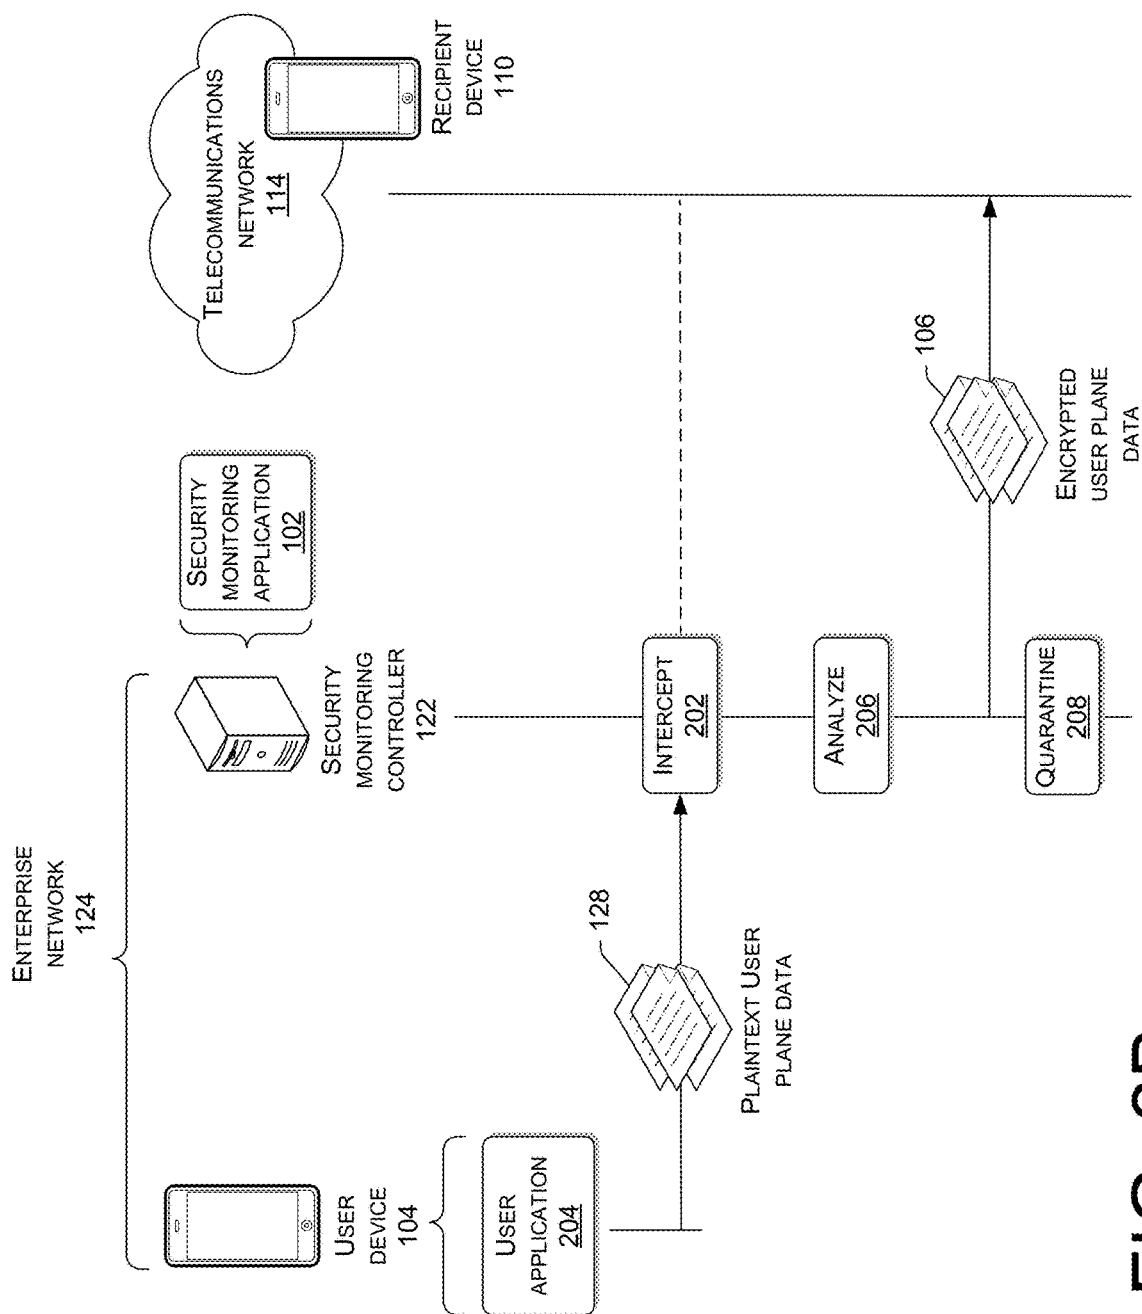 ENTERPRISE
NETWORK
124
USER
DEVICE
104
SECURITY
MONITORING
CONTROLLER
122
SECURITY
MONITORING
APPLICATION
102
TELECOMMUNICATIONS
NETWORK
114
RECIPIENT
DEVICE
110
USER
APPLICATION
204
128
PLAINTEXT USER
PLANE DATA
INTERCEPT
202
ANALYZE
206
106
ENCRYPTED
USER PLANE
DATA
QUARANTINE
208
FIG.